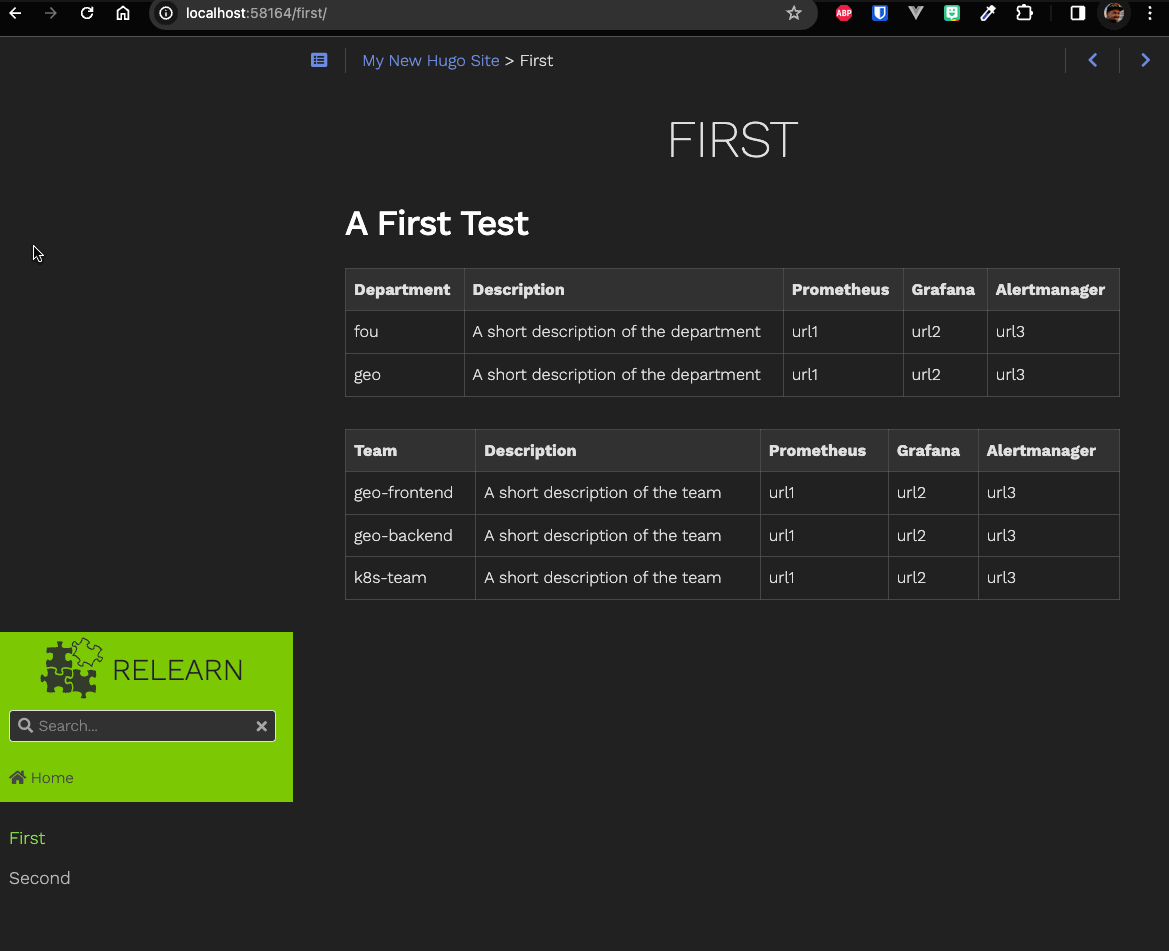 localhost:58164/first/
ABP
My New Hugo Site > First
FIRST
A First Test
Department Description Prometheus Grafana Alertmanager
fou A short description of the department url1 url2 url3
geo A short description of the department url1 url2 url3
Team Description Prometheus Grafana Alertmanager
geo-frontend A short description of the team url1 url2 url3
geo-backend A short description of the team url1 url2 url3
k8s-team A short description of the team url1 url2 url3
RELEARN
Search...
Home
First
Second